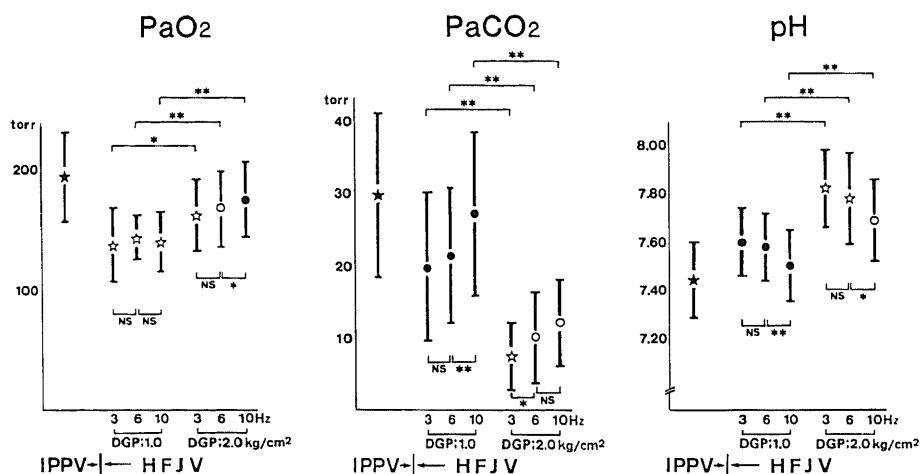 PaO2
PaCO2
pH
** ** **
** ** **
* ** **
torr
200
100
NS NS
NS *
3 6 10 3 6 10Hz
DGP:1.0 DGP:2.0 kg/cm²
IPPV→ ← HFJV
torr
40
30
20
10
NS **
* NS
3 6 10 3 6 10Hz
DGP:1.0 DGP:2.0 kg/cm²
IPPV→ ← HFJV
8.00
7.80
7.60
7.40
7.20
NS **
NS *
3 6 10 3 6 10Hz
DGP:1.0 DGP:2.0 kg/cm²
IPPV→ ← HFJV